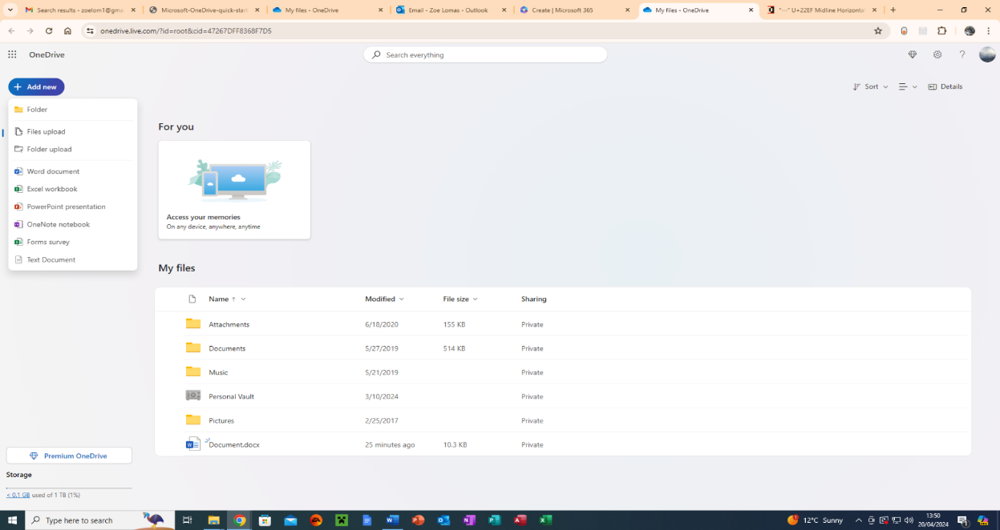 Search results - zoelom1@gma
Microsoft-OneDrive-quick-start
My files - OneDrive
Email - Zoe Lomas - Outlook
Create | Microsoft 365
My files - OneDrive
"⋯" U+22EF Midline Horizonta
onedrive.live.com/?id=root&cid=47267DFF8368F7D5
OneDrive
Search everything
+ Add new
Sort
Details
Folder
Files upload
Folder upload
Word document
Excel workbook
PowerPoint presentation
OneNote notebook
Forms survey
Text Document
For you
Access your memories
On any device, anywhere, anytime
My files
Name Modified File size Sharing
Attachments 6/18/2020 155 KB Private
Documents 5/27/2019 514 KB Private
Music 5/21/2019 Private
Personal Vault 3/10/2024 Private
Pictures 2/25/2017 Private
Document.docx 25 minutes ago 10.3 KB Private
Premium OneDrive
Storage
< 0.1 GB used of 1 TB (1%)
Type here to search
12°C Sunny
13:50
20/04/2024